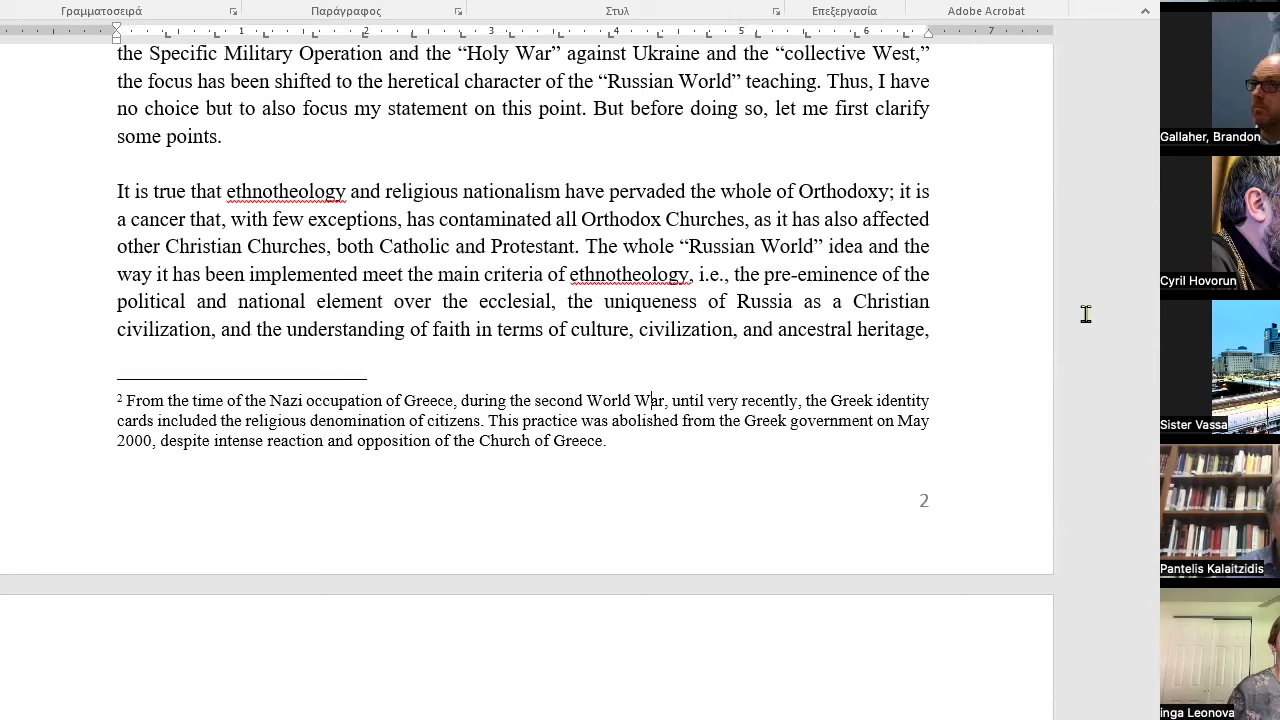 Γραμματοσειρά Παράγραφος Στυλ Επεξεργασία Adobe Acrobat
1 2 3 4 5 6 7
the Specific Military Operation and the “Holy War” against Ukraine and the “collective West,”
the focus has been shifted to the heretical character of the “Russian World” teaching. Thus, I have
no choice but to also focus my statement on this point. But before doing so, let me first clarify
some points.
It is true that ethnotheology and religious nationalism have pervaded the whole of Orthodoxy; it is
a cancer that, with few exceptions, has contaminated all Orthodox Churches, as it has also affected
other Christian Churches, both Catholic and Protestant. The whole “Russian World” idea and the
way it has been implemented meet the main criteria of ethnotheology, i.e., the pre-eminence of the
political and national element over the ecclesial, the uniqueness of Russia as a Christian
civilization, and the understanding of faith in terms of culture, civilization, and ancestral heritage,
2 From the time of the Nazi occupation of Greece, during the second World War, until very recently, the Greek identity
cards included the religious denomination of citizens. This practice was abolished from the Greek government on May
2000, despite intense reaction and opposition of the Church of Greece.
2
Gallaher, Brandon
Cyril Hovorun
Sister Vassa
Pantelis Kalaitzidis
inga Leonova